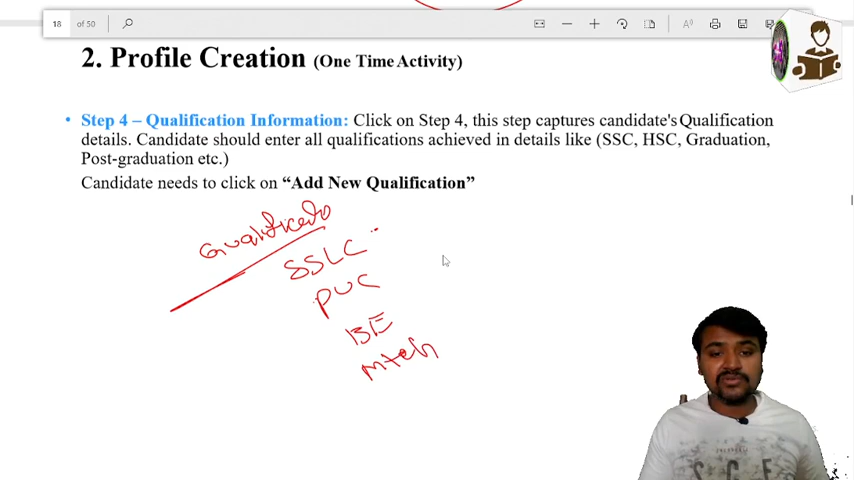 18 of 50
2. Profile Creation (One Time Activity)
• Step 4 – Qualification Information: Click on Step 4, this step captures candidate's Qualification
details. Candidate should enter all qualifications achieved in details like (SSC, HSC, Graduation,
Post-graduation etc.)
Candidate needs to click on “Add New Qualification”
SSLC
PUC
BE
Mtech